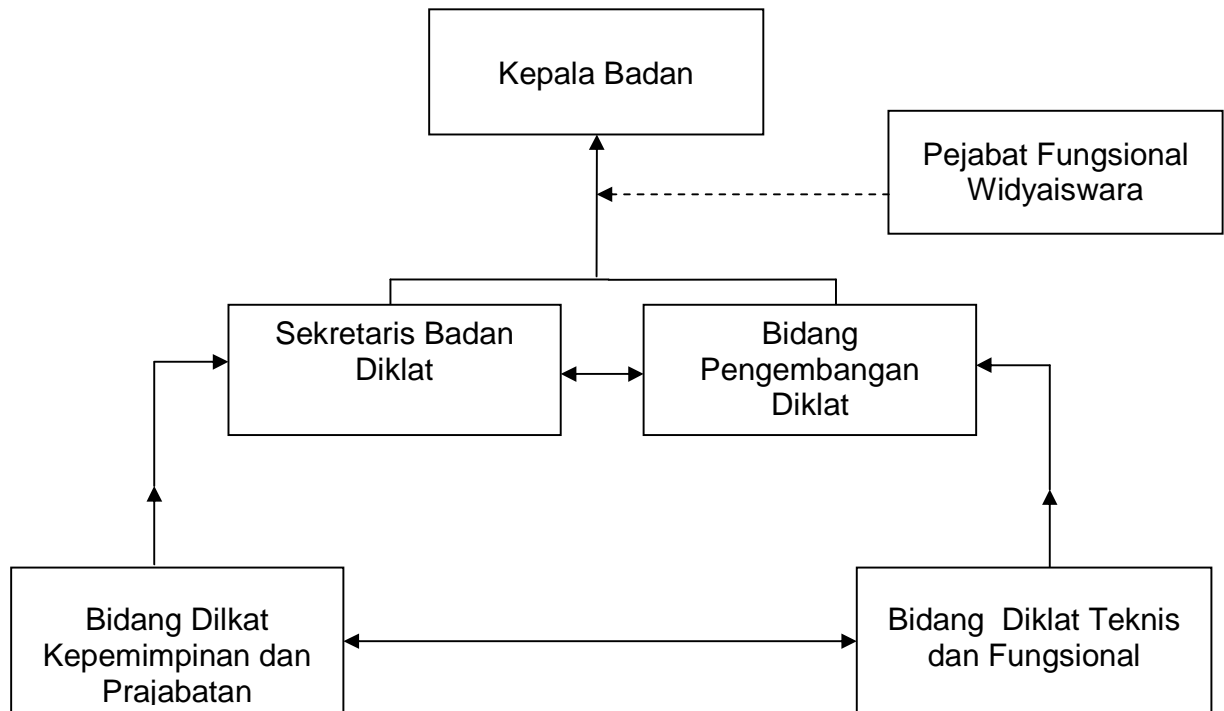 Kepala Badan
Pejabat Fungsional
Widyaiswara
Sekretaris Badan
Diklat
Bidang
Pengembangan
Diklat
Bidang Dilkat
Kepemimpinan dan
Prajabatan
Bidang  Diklat Teknis
dan Fungsional